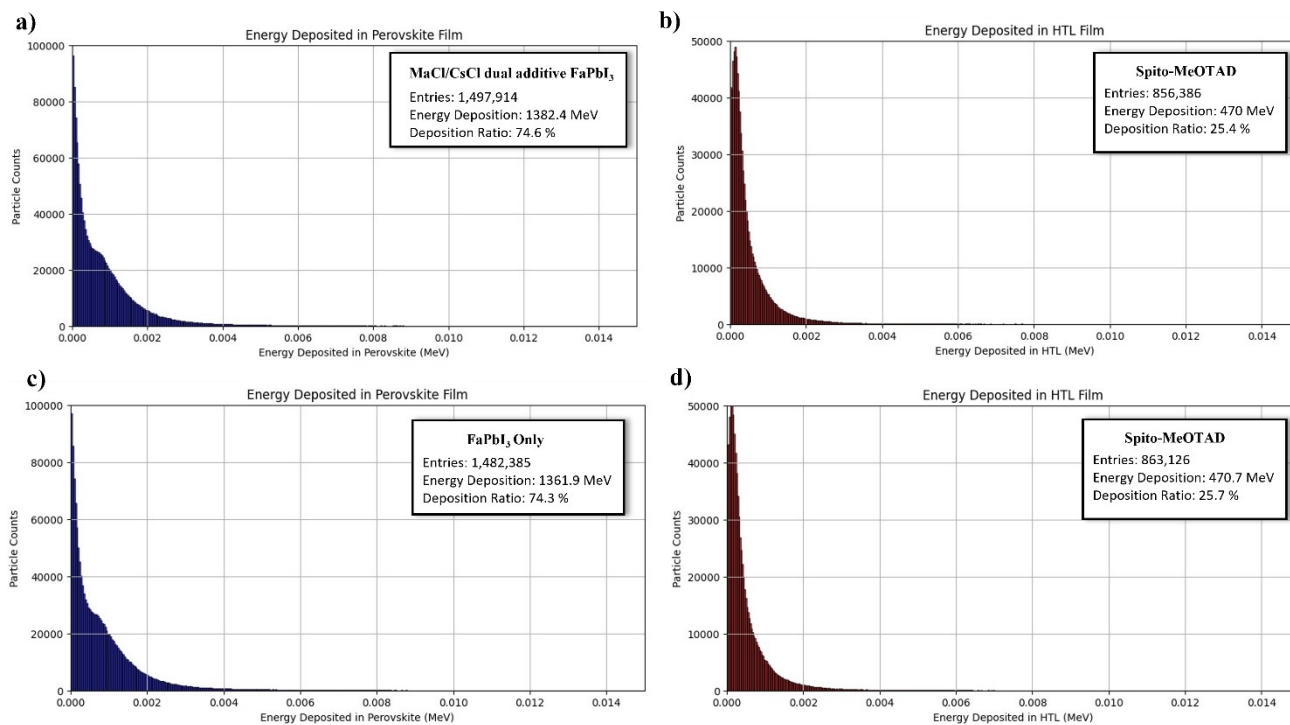 a)
Energy Deposited in Perovskite Film
Particle Counts
100000
80000
60000
40000
20000
0
MaCl/CsCl dual additive FaPbI₃
Entries: 1,497,914
Energy Deposition: 1382.4 MeV
Deposition Ratio: 74.6 %
0.000 0.002 0.004 0.006 0.008 0.010 0.012 0.014
Energy Deposited in Perovskite (MeV)
b)
Energy Deposited in HTL Film
Particle Counts
50000
40000
30000
20000
10000
0
Spito-MeOTAD
Entries: 856,386
Energy Deposition: 470 MeV
Deposition Ratio: 25.4 %
0.000 0.002 0.004 0.006 0.008 0.010 0.012 0.014
Energy Deposited in HTL (MeV)
c)
Energy Deposited in Perovskite Film
Particle Counts
100000
80000
60000
40000
20000
0
FaPbI₃ Only
Entries: 1,482,385
Energy Deposition: 1361.9 MeV
Deposition Ratio: 74.3 %
0.000 0.002 0.004 0.006 0.008 0.010 0.012 0.014
Energy Deposited in Perovskite (MeV)
d)
Energy Deposited in HTL Film
Particle Counts
50000
40000
30000
20000
10000
0
Spito-MeOTAD
Entries: 863,126
Energy Deposition: 470.7 MeV
Deposition Ratio: 25.7 %
0.000 0.002 0.004 0.006 0.008 0.010 0.012 0.014
Energy Deposited in HTL (MeV)